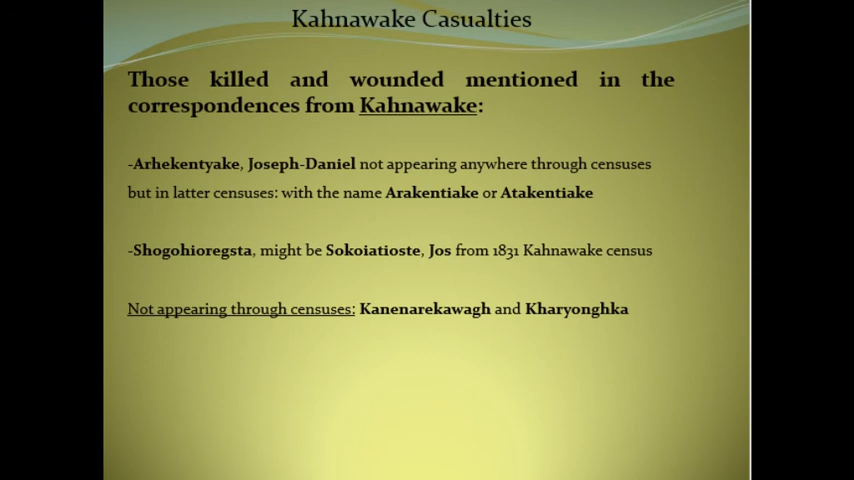 Kahnawake Casualties
Those killed and wounded mentioned in the
correspondences from Kahnawake:
-Arhekentyake, Joseph-Daniel not appearing anywhere through censuses
but in latter censuses: with the name Arakentiake or Atakentiake
-Shogohioregsta, might be Sokoiatioste, Jos from 1831 Kahnawake census
Not appearing through censuses: Kanenarekawagh and Kharyonghka